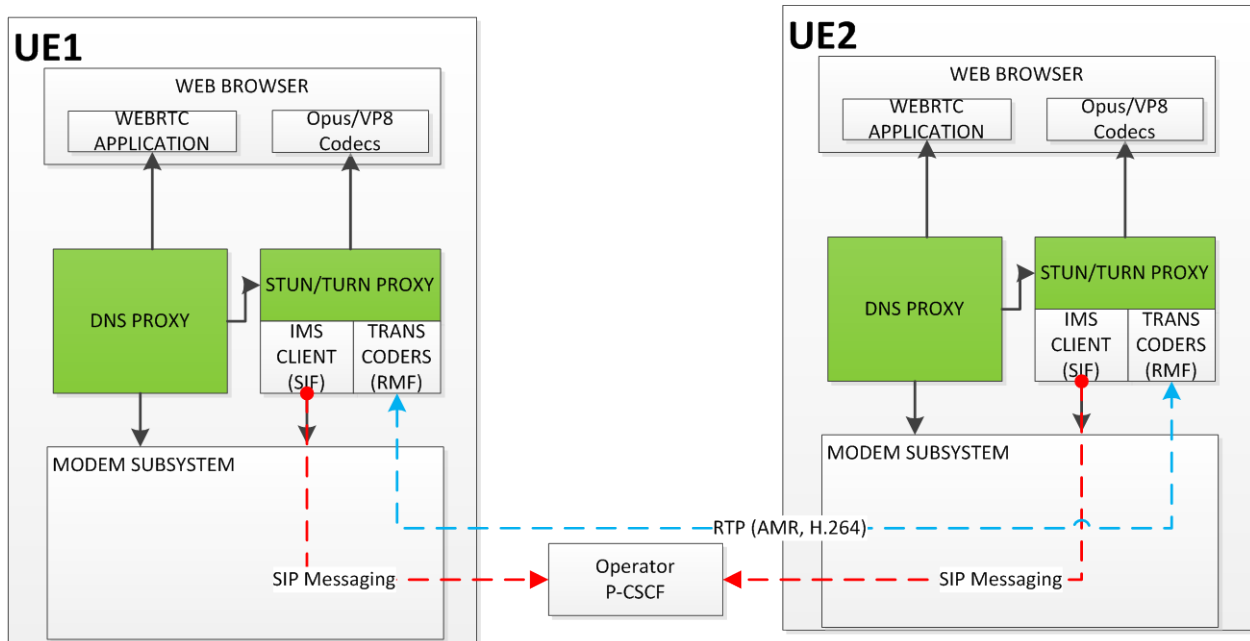 UE1
WEB BROWSER
WEBRTC
APPLICATION
Opus/VP8
Codecs
DNS PROXY
STUN/TURN PROXY
IMS
CLIENT
(SIF)
TRANS
CODERS
(RMF)
MODEM SUBSYSTEM
UE2
WEB BROWSER
WEBRTC
APPLICATION
Opus/VP8
Codecs
DNS PROXY
STUN/TURN PROXY
IMS
CLIENT
(SIF)
TRANS
CODERS
(RMF)
MODEM SUBSYSTEM
RTP (AMR, H.264)
SIP Messaging
Operator
P-CSCF
SIP Messaging